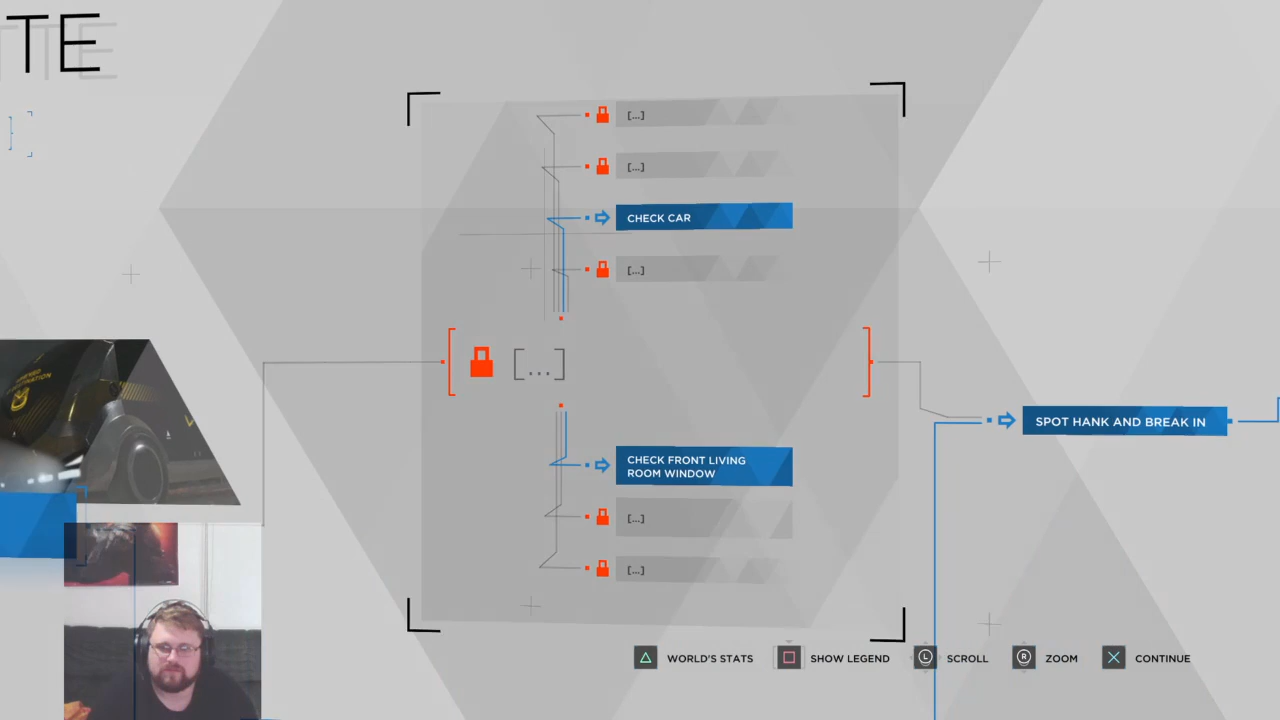 TE
[...]
[...]
CHECK CAR
[...]
[...]
SPOT HANK AND BREAK IN
CHECK FRONT LIVING
ROOM WINDOW
[...]
[...]
WORLD'S STATS
SHOW LEGEND
L
SCROLL
R
ZOOM
CONTINUE